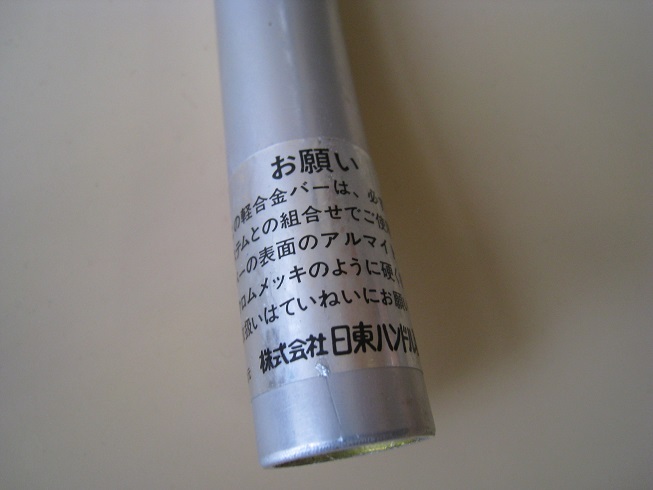 お願い
の軽合金バーは、必
テムとの組合せでご使
ーの表面のアルマイ
ロムメッキのように硬く
扱いはていねいにお願
株式会社 日東ハンドル